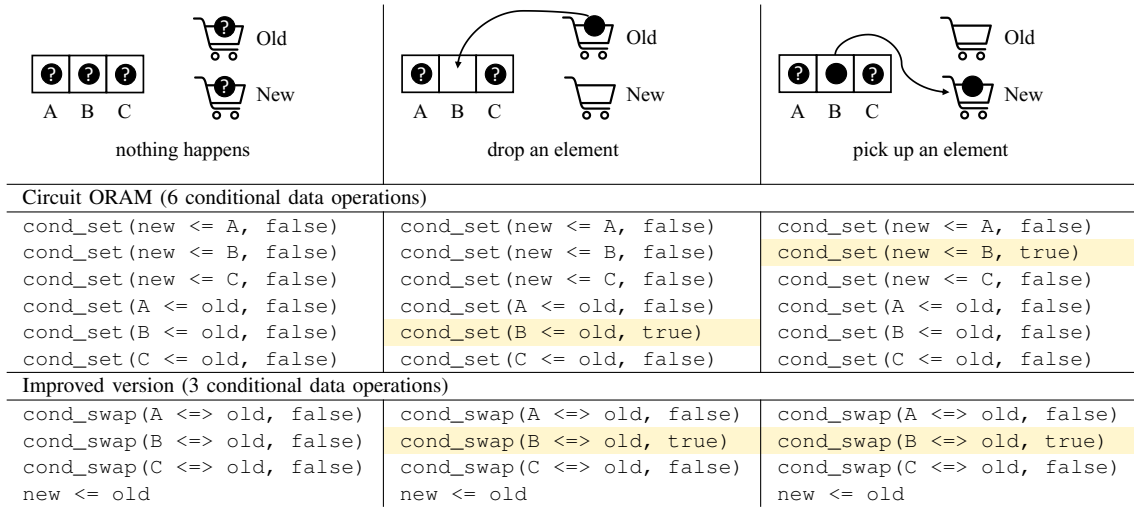 ? Old ? ? ? ? New A B C nothing happens
Old ? ? New A B C drop an element
Old ? ? New A B C pick up an element
Circuit ORAM (6 conditional data operations)
cond_set(new <= A, false) cond_set(new <= A, false) cond_set(new <= A, false)
cond_set(new <= B, false) cond_set(new <= B, false) cond_set(new <= B, true)
cond_set(new <= C, false) cond_set(new <= C, false) cond_set(new <= C, false)
cond_set(A <= old, false) cond_set(A <= old, false) cond_set(A <= old, false)
cond_set(B <= old, false) cond_set(B <= old, true) cond_set(B <= old, false)
cond_set(C <= old, false) cond_set(C <= old, false) cond_set(C <= old, false)
Improved version (3 conditional data operations)
cond_swap(A <=> old, false) cond_swap(A <=> old, false) cond_swap(A <=> old, false)
cond_swap(B <=> old, false) cond_swap(B <=> old, true) cond_swap(B <=> old, true)
cond_swap(C <=> old, false) cond_swap(C <=> old, false) cond_swap(C <=> old, false)
new <= old new <= old new <= old